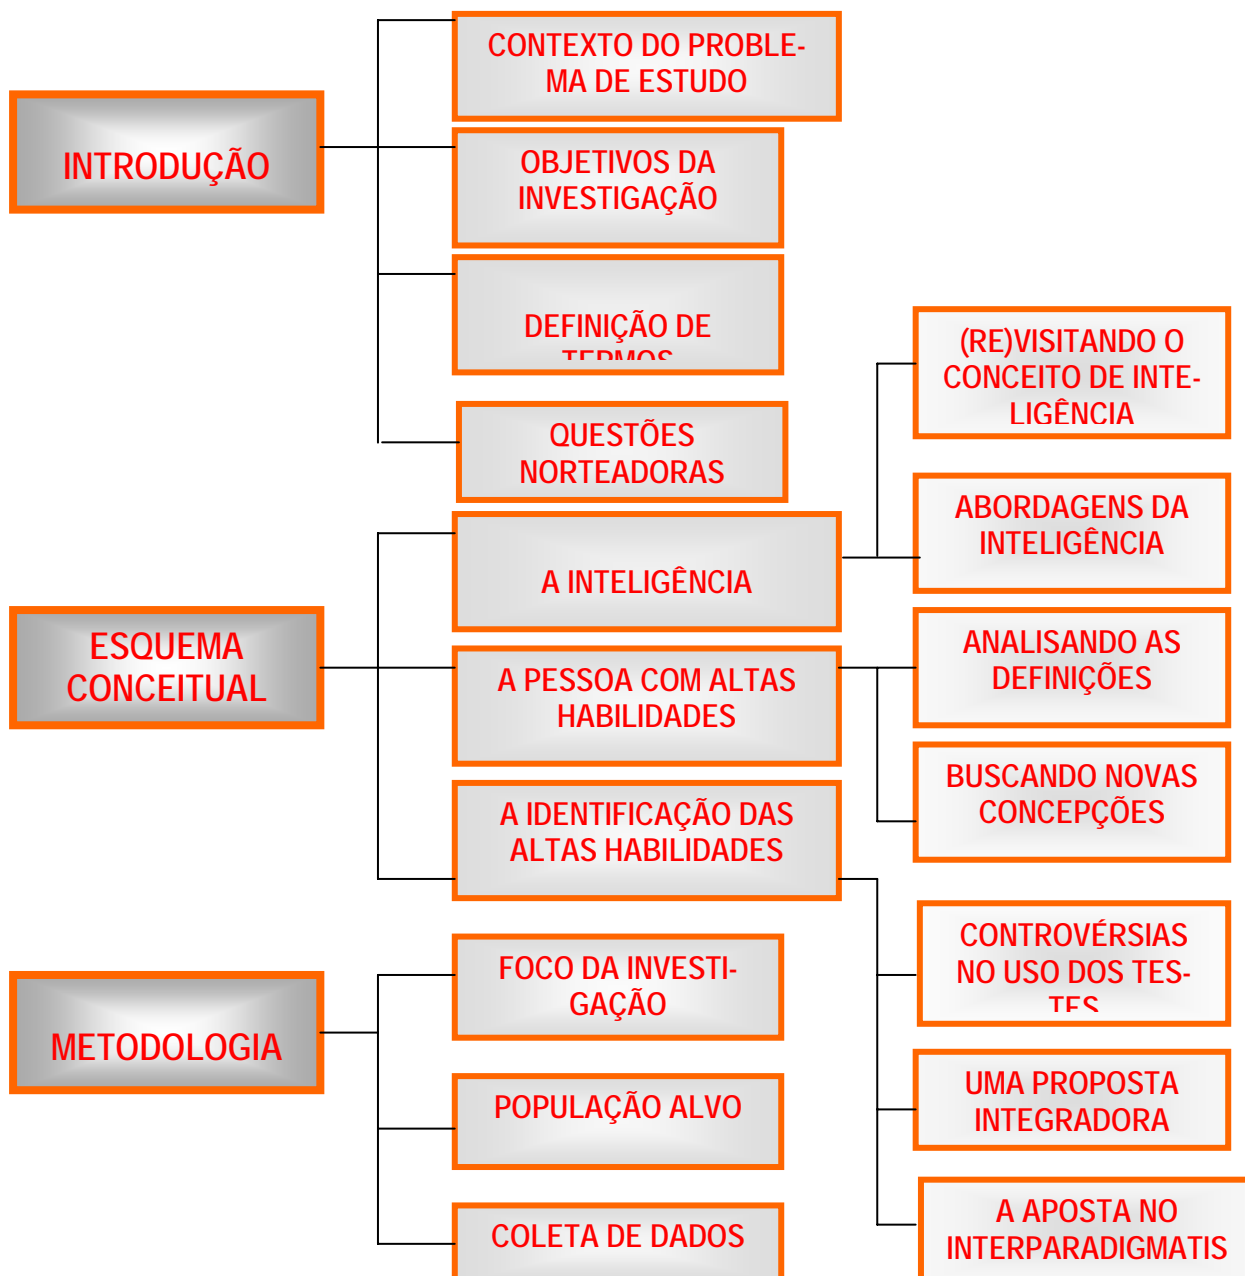 INTRODUÇÃO
CONTEXTO DO PROBLE-
MA DE ESTUDO
OBJETIVOS DA
INVESTIGAÇÃO
DEFINIÇÃO DE
TERMOS
QUESTÕES
NORTEADORAS
ESQUEMA
CONCEITUAL
A INTELIGÊNCIA
(RE)VISITANDO O
CONCEITO DE INTE-
LIGÊNCIA
ABORDAGENS DA
INTELIGÊNCIA
A PESSOA COM ALTAS
HABILIDADES
ANALISANDO AS
DEFINIÇÕES
BUSCANDO NOVAS
CONCEPÇÕES
A IDENTIFICAÇÃO DAS
ALTAS HABILIDADES
CONTROVÉRSIAS
NO USO DOS TES-
TES
UMA PROPOSTA
INTEGRADORA
A APOSTA NO
INTERPARADIGMATIS
METODOLOGIA
FOCO DA INVESTI-
GAÇÃO
POPULAÇÃO ALVO
COLETA DE DADOS